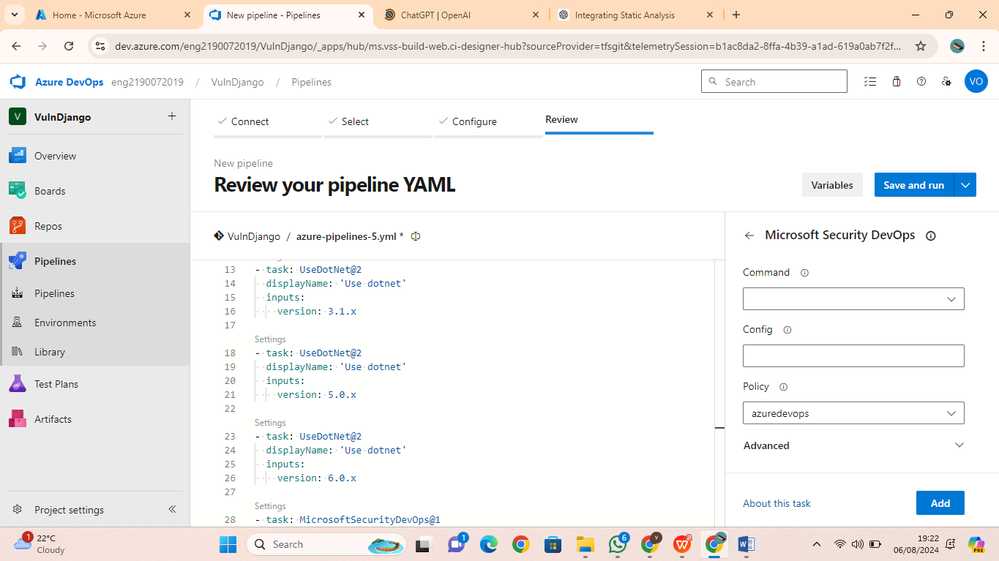 Home - Microsoft Azure
New pipeline - Pipelines
ChatGPT | OpenAI
Integrating Static Analysis
dev.azure.com/eng2190072019/VulnDjango/_apps/hub/ms.vss-build-web.ci-designer-hub?sourceProvider=tfsgit&telemetrySession=b1ac8da2-8ffa-4b39-a1ad-619a0ab7f2f...
Azure DevOps eng2190072019 / VulnDjango / Pipelines
Search
VO
V VulnDjango +
Overview
Boards
Repos
Pipelines
Pipelines
Environments
Library
Test Plans
Artifacts
Project settings
Connect
Select
Configure
Review
New pipeline
Review your pipeline YAML
Variables
Save and run
VulnDjango / azure-pipelines-5.yml *
13 - task: UseDotNet@2
14 displayName: 'Use dotnet'
15 inputs:
16 version: 3.1.x
17
Settings
18 - task: UseDotNet@2
19 displayName: 'Use dotnet'
20 inputs:
21 version: 5.0.x
22
Settings
23 - task: UseDotNet@2
24 displayName: 'Use dotnet'
25 inputs:
26 version: 6.0.x
27
Settings
28 - task: MicrosoftSecurityDevOps@1
Microsoft Security DevOps
Command
Config
Policy
azuredevops
Advanced
About this task
Add
1
22°C
Cloudy
Search
1
6
V
19:22
06/08/2024
PRE